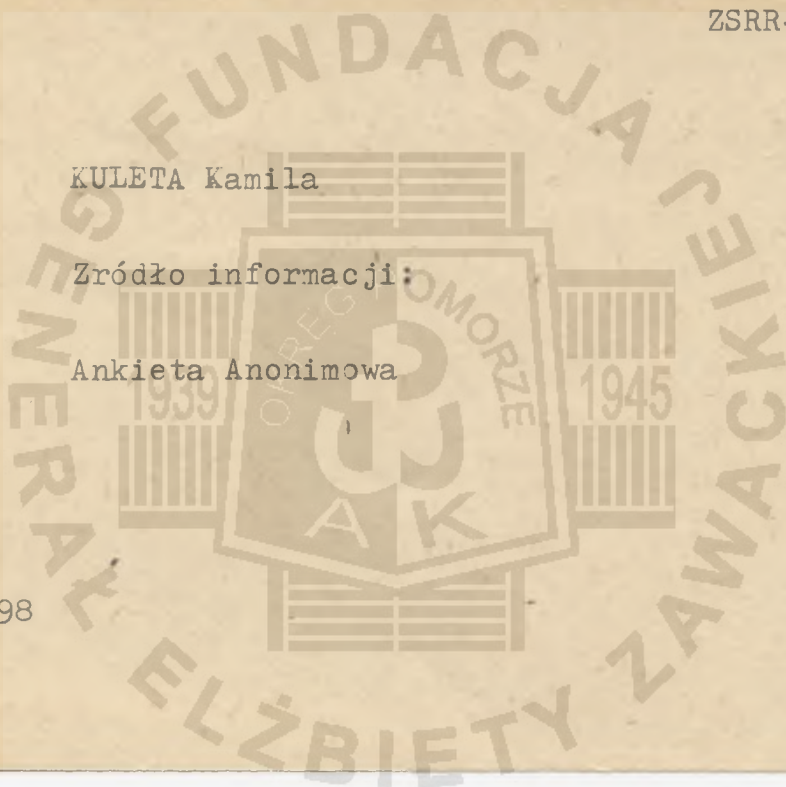 ZSRR-
KULETA Kamila
Zródło informacji:
Ankieta Anonimowa
98
FUNDACJA
GENERAŁ ELŻBIETY ZAWACKIEJ
OKRĘG POMORZE
1939
1945
AK